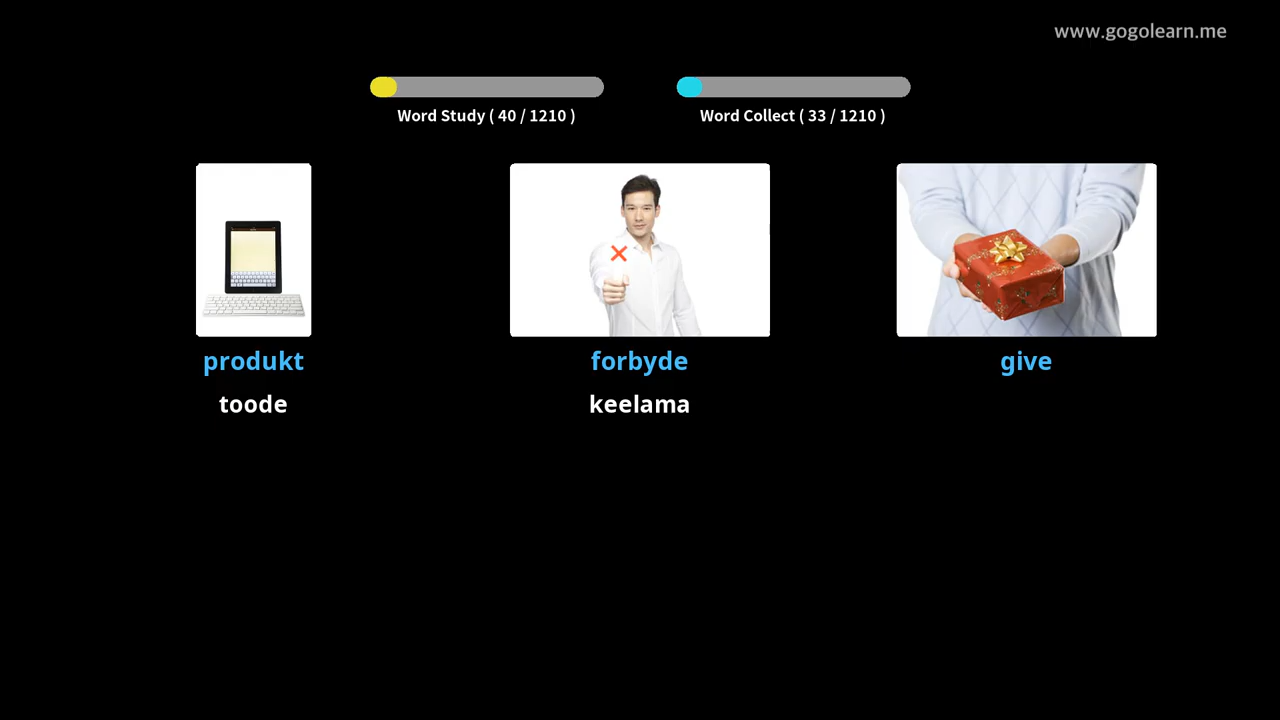 www.gogolearn.me
Word Study ( 40 / 1210 )
Word Collect ( 33 / 1210 )
produkt
forbyde
give
toode
keelama